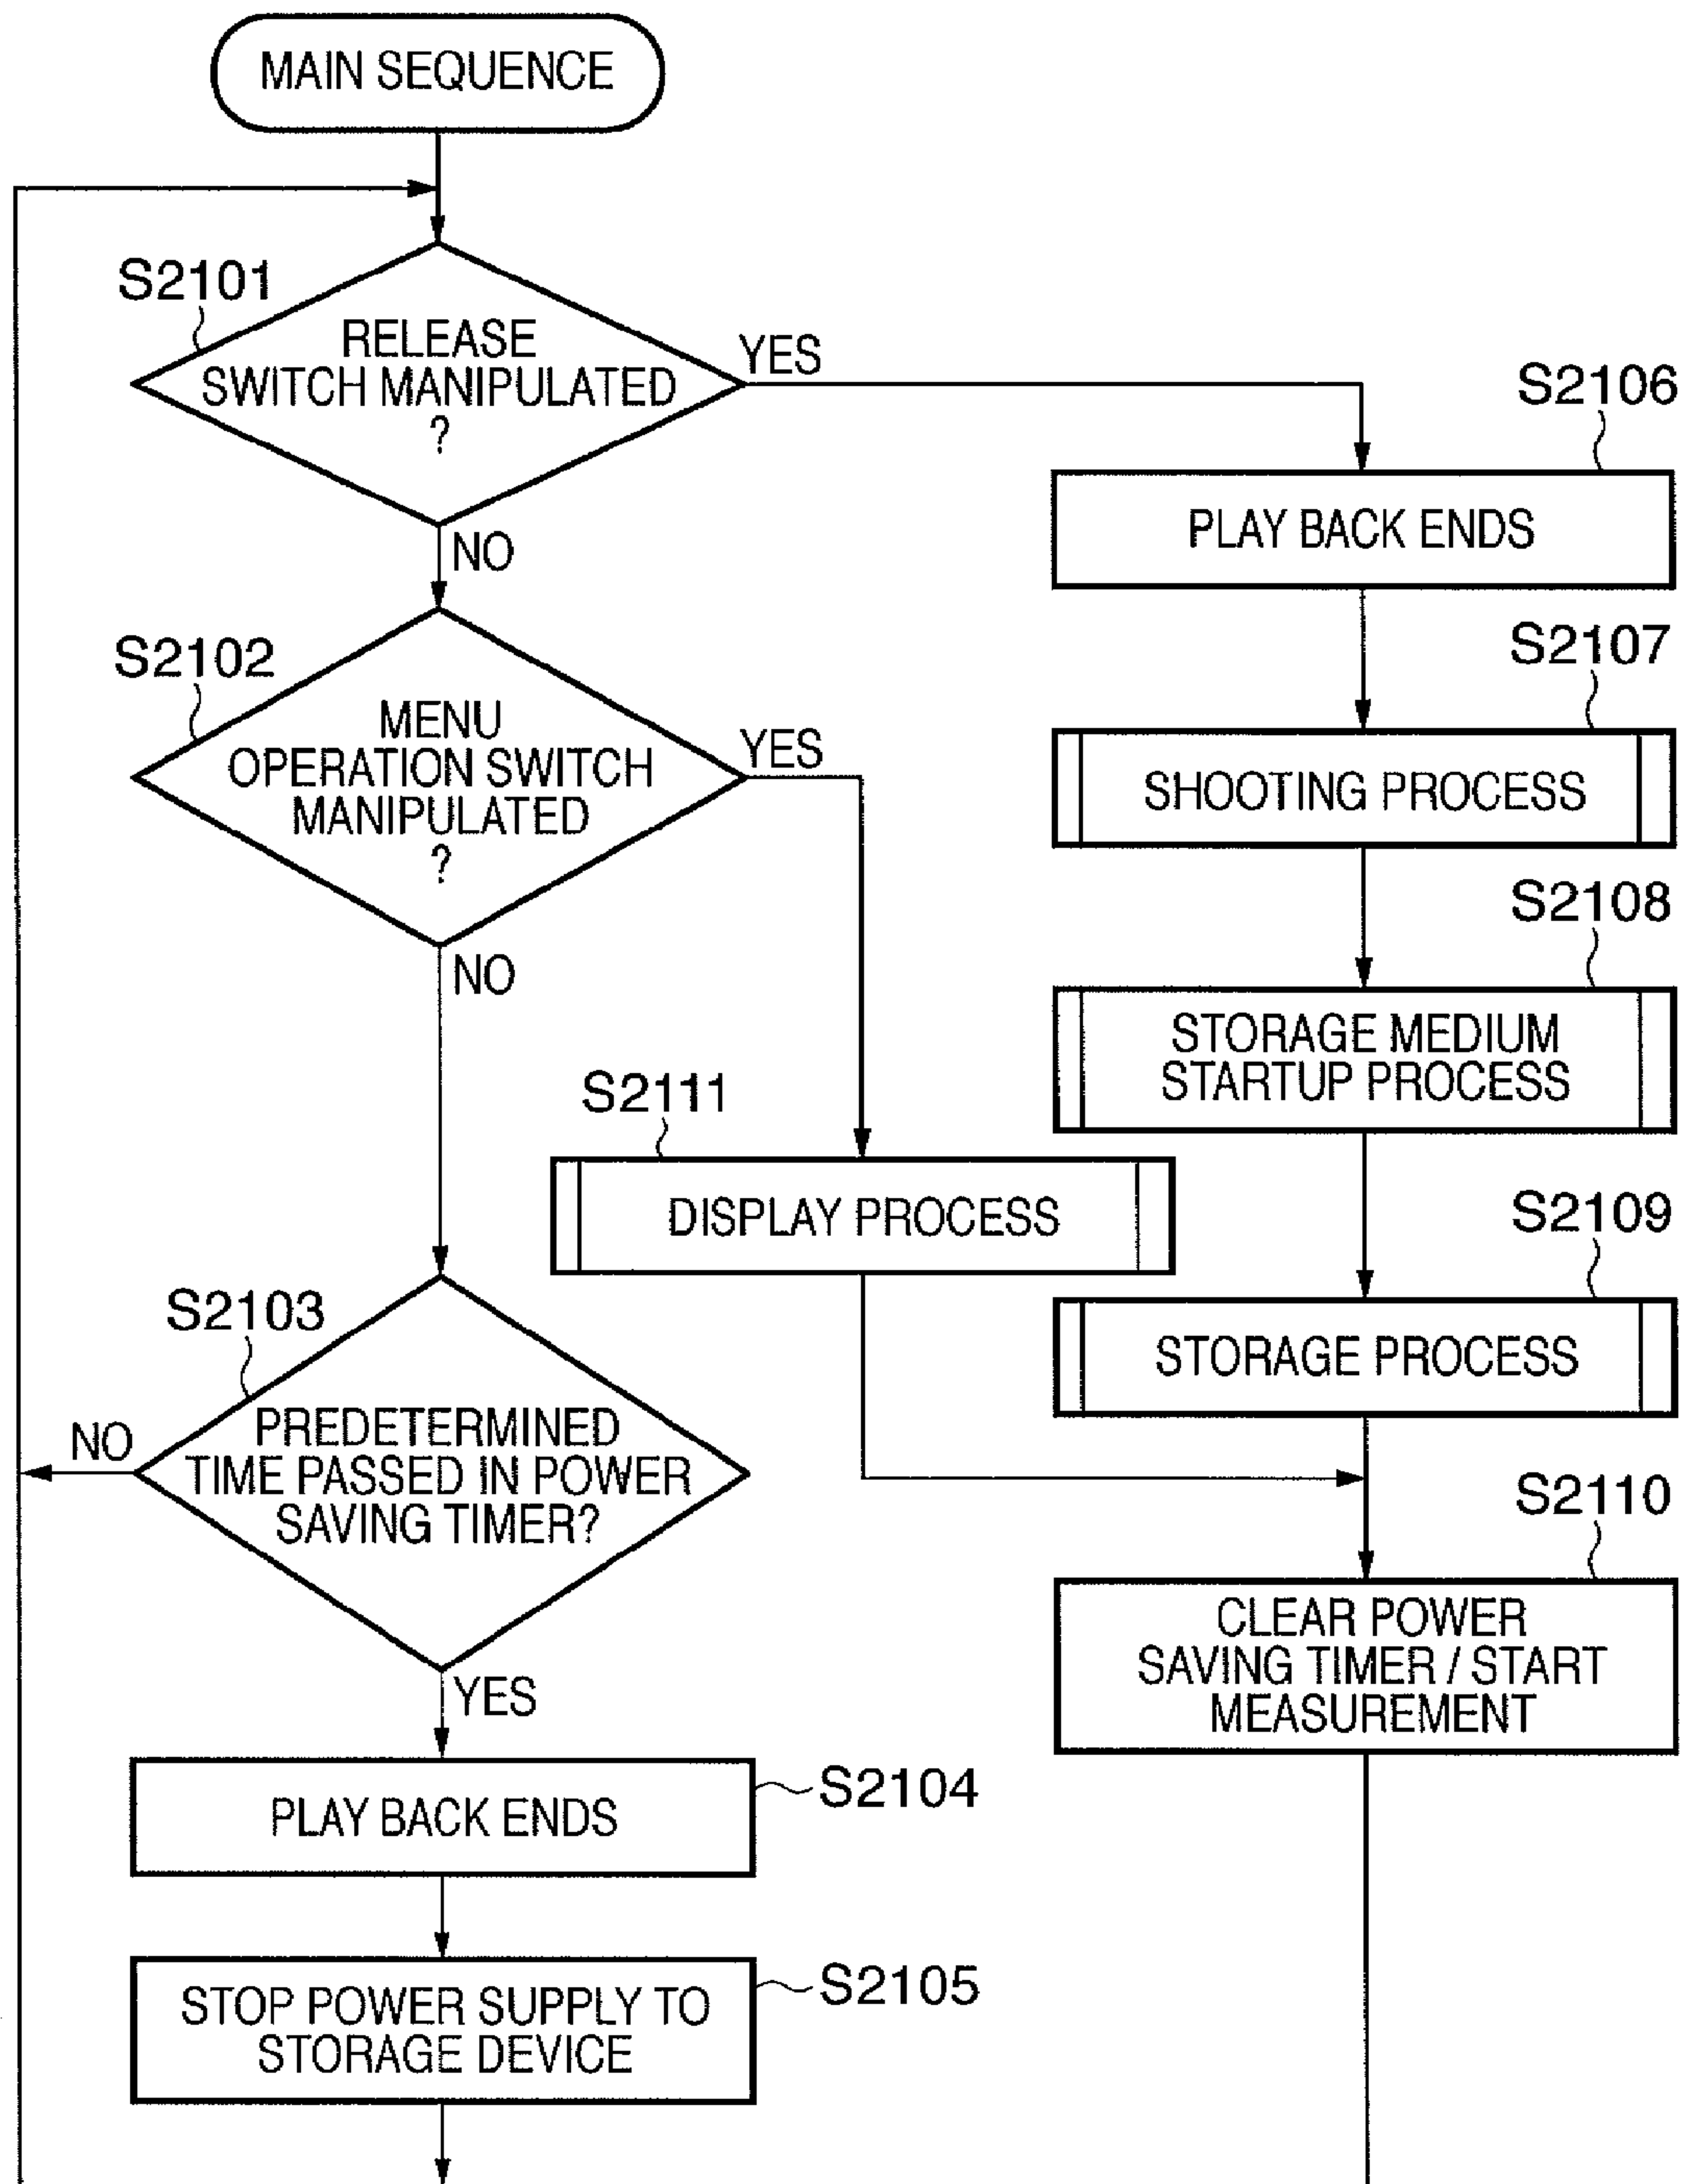 MAIN SEQUENCE
S2101
RELEASE
SWITCH MANIPULATED
?
YES
NO
S2106
PLAY BACK ENDS
S2102
MENU
OPERATION SWITCH
MANIPULATED
?
YES
NO
S2107
SHOOTING PROCESS
S2108
STORAGE MEDIUM
STARTUP PROCESS
S2111
DISPLAY PROCESS
S2109
STORAGE PROCESS
S2103
PREDETERMINED
TIME PASSED IN POWER
SAVING TIMER?
NO
YES
S2110
CLEAR POWER
SAVING TIMER / START
MEASUREMENT
PLAY BACK ENDS
S2104
STOP POWER SUPPLY TO
STORAGE DEVICE
S2105